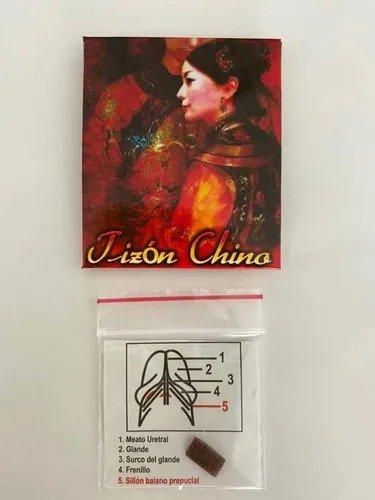 Tizón Chino
1
2
3
4
5
1. Meato Uretral
2. Glande
3. Surco del glande
4. Frenillo
5. Sillón balano prepucial